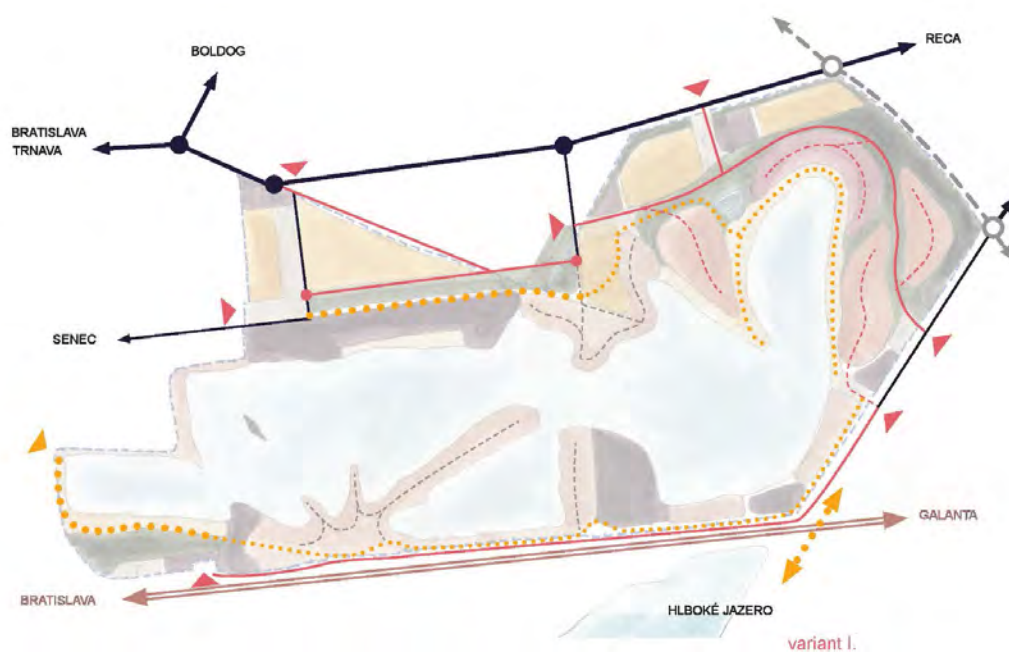 RECA
BOLDOG
BRATISLAVA
TRNAVA
SENEC
GALANTA
BRATISLAVA
HLBOKÉ JAZERO
variant I.